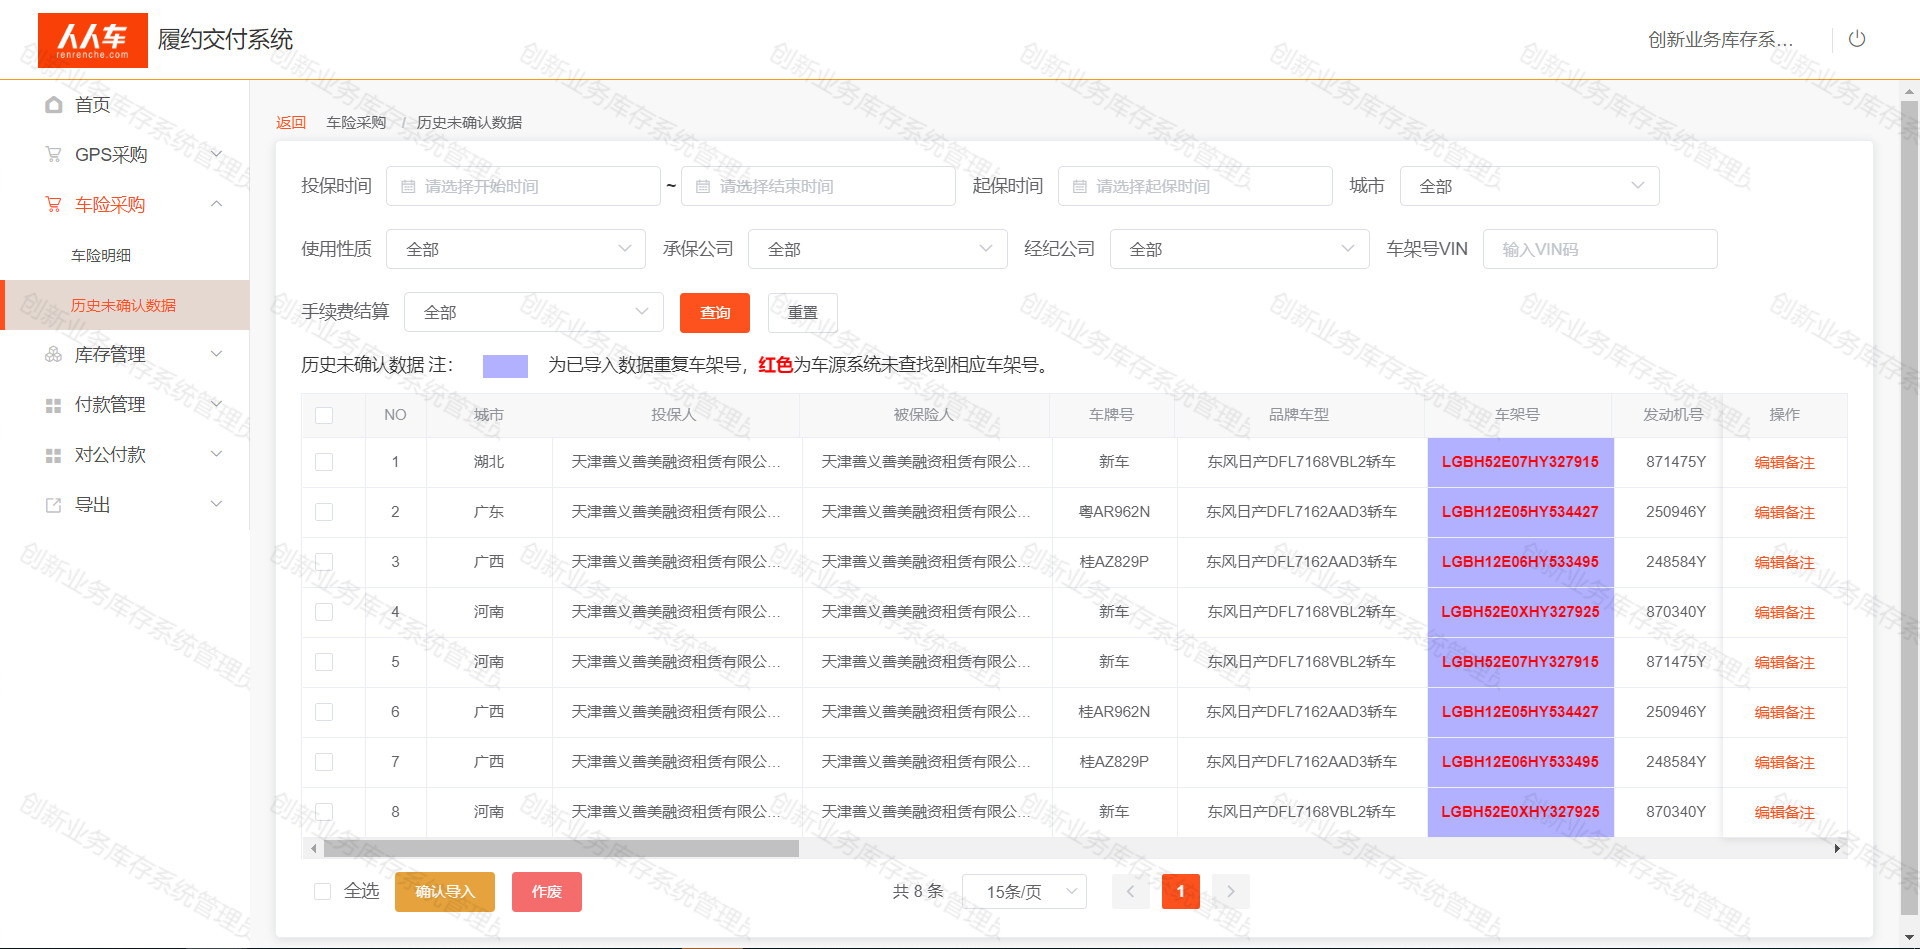 人人车
renrenche.com
履约交付系统
创新业务库存系...
首页
GPS采购
车险采购
车险明细
历史未确认数据
库存管理
付款管理
对公付款
导出
返回 车险采购 / 历史未确认数据
投保时间 请选择开始时间 ~ 请选择结束时间 起保时间 请选择起保时间 城市 全部
使用性质 全部 承保公司 全部 经纪公司 全部 车架号VIN 输入VIN码
手续费结算 全部 查询 重置
历史未确认数据 注： 为已导入数据重复车架号，红色为车源系统未查找到相应车架号。
NO 城市 投保人 被保险人 车牌号 品牌车型 车架号 发动机号 操作
1 湖北 天津善义善美融资租赁有限公... 天津善义善美融资租赁有限公... 新车 东风日产DFL7168VBL2轿车 LGBH52E07HY327915 871475Y 编辑备注
2 广东 天津善义善美融资租赁有限公... 天津善义善美融资租赁有限公... 粤AR962N 东风日产DFL7162AAD3轿车 LGBH12E05HY534427 250946Y 编辑备注
3 广西 天津善义善美融资租赁有限公... 天津善义善美融资租赁有限公... 桂AZ829P 东风日产DFL7162AAD3轿车 LGBH12E06HY533495 248584Y 编辑备注
4 河南 天津善义善美融资租赁有限公... 天津善义善美融资租赁有限公... 新车 东风日产DFL7168VBL2轿车 LGBH52E0XHY327925 870340Y 编辑备注
5 河南 天津善义善美融资租赁有限公... 天津善义善美融资租赁有限公... 新车 东风日产DFL7168VBL2轿车 LGBH52E07HY327915 871475Y 编辑备注
6 广西 天津善义善美融资租赁有限公... 天津善义善美融资租赁有限公... 桂AR962N 东风日产DFL7162AAD3轿车 LGBH12E05HY534427 250946Y 编辑备注
7 广西 天津善义善美融资租赁有限公... 天津善义善美融资租赁有限公... 桂AZ829P 东风日产DFL7162AAD3轿车 LGBH12E06HY533495 248584Y 编辑备注
8 河南 天津善义善美融资租赁有限公... 天津善义善美融资租赁有限公... 新车 东风日产DFL7168VBL2轿车 LGBH52E0XHY327925 870340Y 编辑备注
全选 确认导入 作废 共 8 条 15条/页 1
创新业务库存系统管理员